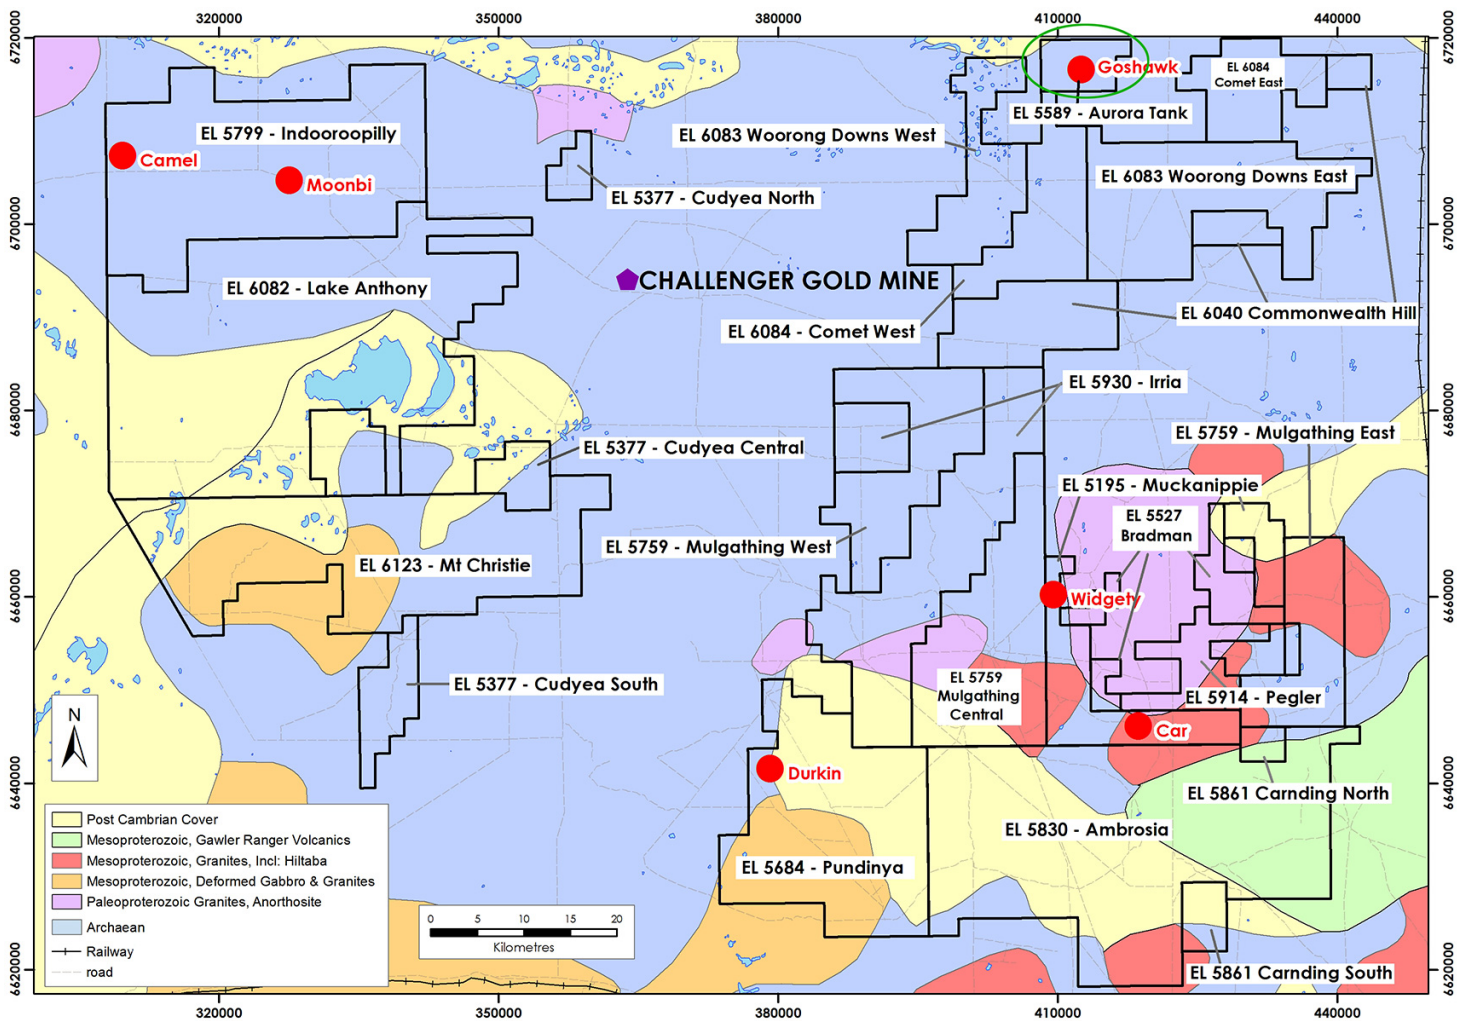 320000
350000
380000
410000
440000
6720000
6720000
Goshawk
EL 6084
Comet East
EL 5589 - Aurora Tank
EL 5799 - Indooroopilly
EL 6083 Woorong Downs West
Camel
Moonbi
EL 6083 Woorong Downs East
EL 5377 - Cudyea North
6700000
6700000
CHALLENGER GOLD MINE
EL 6082 - Lake Anthony
EL 6040 Commonwealth Hill
EL 6084 - Comet West
EL 5930 - Irria
6680000
6680000
EL 5759 - Mulgathing East
EL 5377 - Cudyea Central
EL 5195 - Muckanippie
EL 5527
Bradman
EL 5759 - Mulgathing West
EL 6123 - Mt Christie
6660000
6660000
Widgety
EL 5377 - Cudyea South
EL 5759
Mulgathing
Central
EL 5914 - Pegler
N
Car
Durkin
6640000
6640000
EL 5861 Carnding North
Post Cambrian Cover
EL 5830 - Ambrosia
Mesoproterozoic, Gawler Ranger Volcanics
Mesoproterozoic, Granites, Incl: Hiltaba
EL 5684 - Pundinya
Mesoproterozoic, Deformed Gabbro & Granites
Paleoproterozoic Granites, Anorthosite
Archaean
Railway
road
0 5 10 15 20
Kilometres
6620000
6620000
EL 5861 Carnding South
320000
350000
380000
410000
440000